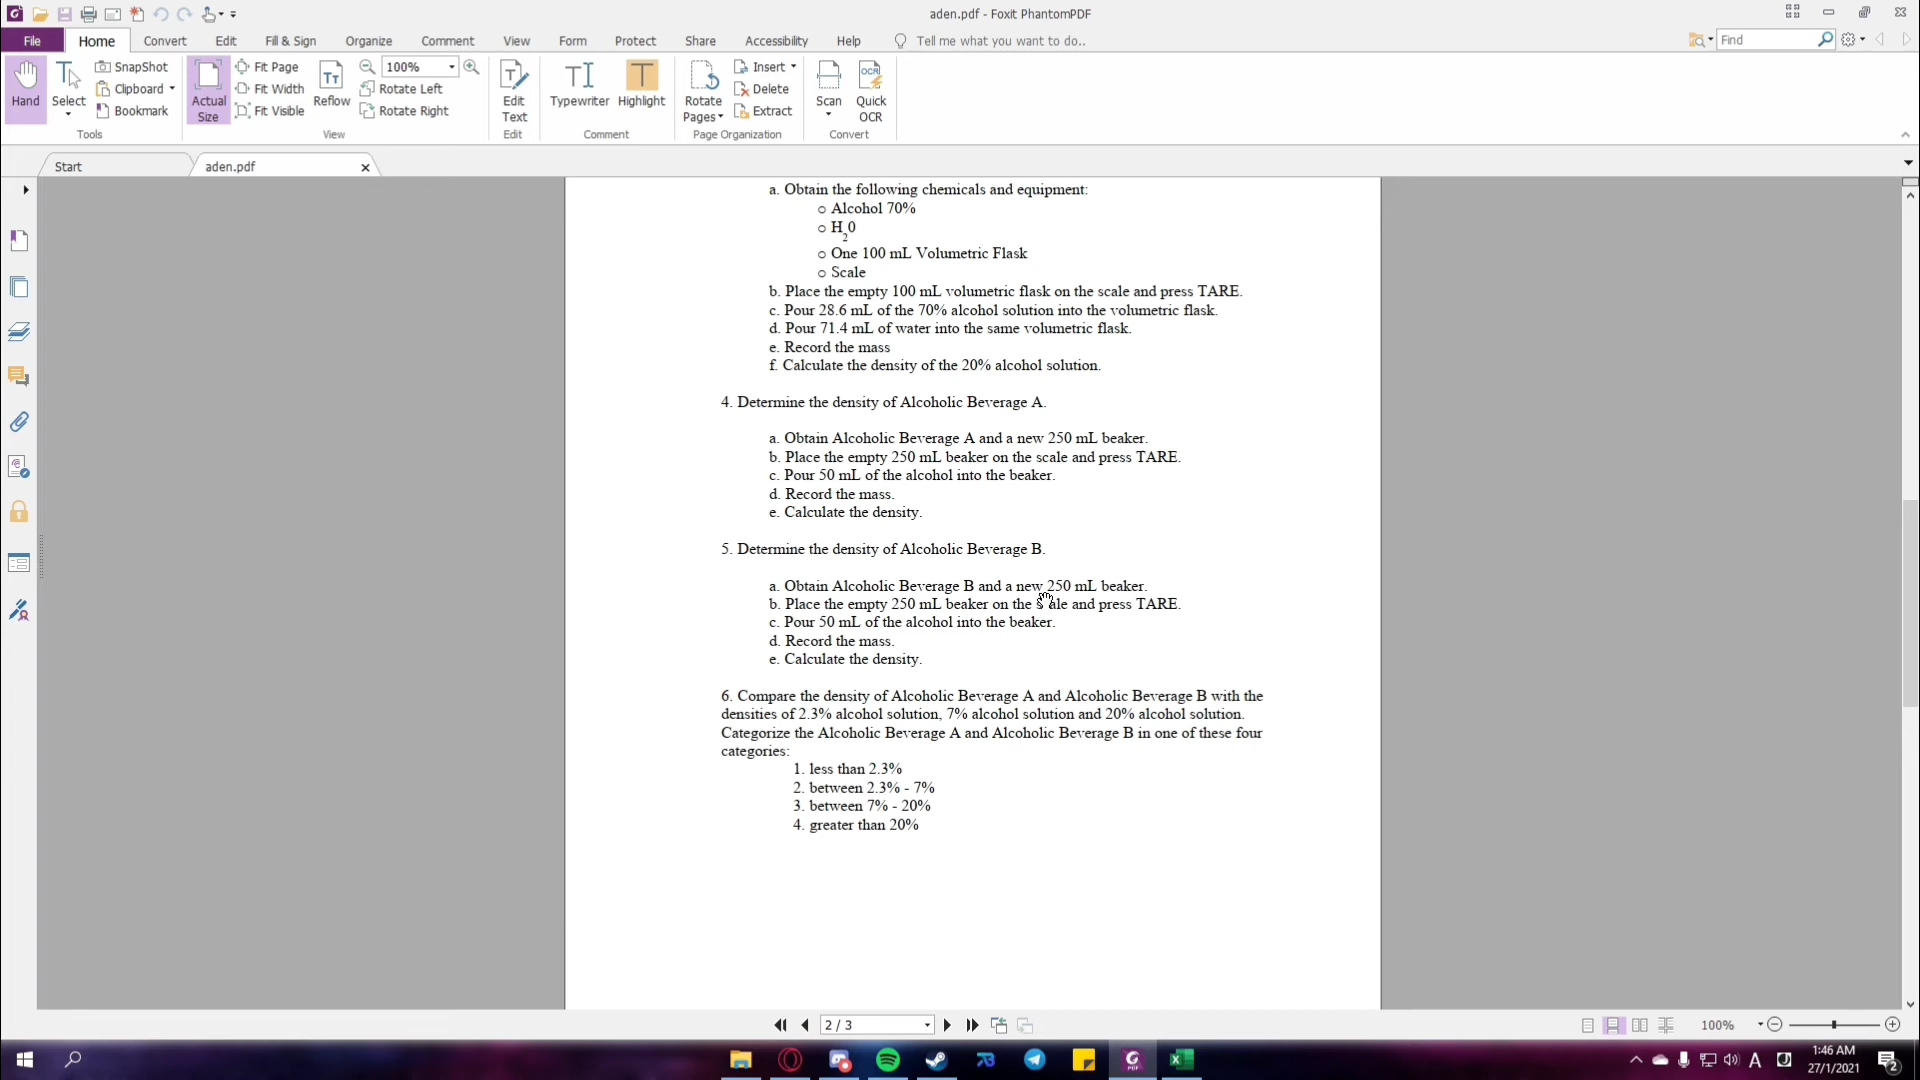 aden.pdf - Foxit PhantomPDF
File Home Convert Edit Fill & Sign Organize Comment View Form Protect Share Accessibility Help Tell me what you want to do.. Find
Hand
Select
SnapShot
Clipboard
Bookmark
Tools
Actual Size
Fit Page
Fit Width
Fit Visible
Reflow
100%
Rotate Left
Rotate Right
View
Edit Text
Edit
Typewriter
Highlight
Comment
Rotate Pages
Insert
Delete
Extract
Page Organization
Scan
Quick OCR
Convert
Start aden.pdf
a. Obtain the following chemicals and equipment:
o Alcohol 70%
o H20
o One 100 mL Volumetric Flask
o Scale
b. Place the empty 100 mL volumetric flask on the scale and press TARE.
c. Pour 28.6 mL of the 70% alcohol solution into the volumetric flask.
d. Pour 71.4 mL of water into the same volumetric flask.
e. Record the mass
f. Calculate the density of the 20% alcohol solution.
4. Determine the density of Alcoholic Beverage A.
a. Obtain Alcoholic Beverage A and a new 250 mL beaker.
b. Place the empty 250 mL beaker on the scale and press TARE.
c. Pour 50 mL of the alcohol into the beaker.
d. Record the mass.
e. Calculate the density.
5. Determine the density of Alcoholic Beverage B.
a. Obtain Alcoholic Beverage B and a new 250 mL beaker.
b. Place the empty 250 mL beaker on the scale and press TARE.
c. Pour 50 mL of the alcohol into the beaker.
d. Record the mass.
e. Calculate the density.
6. Compare the density of Alcoholic Beverage A and Alcoholic Beverage B with the
densities of 2.3% alcohol solution, 7% alcohol solution and 20% alcohol solution.
Categorize the Alcoholic Beverage A and Alcoholic Beverage B in one of these four
categories:
1. less than 2.3%
2. between 2.3% - 7%
3. between 7% - 20%
4. greater than 20%
2 / 3
100%
1:46 AM
27/1/2021